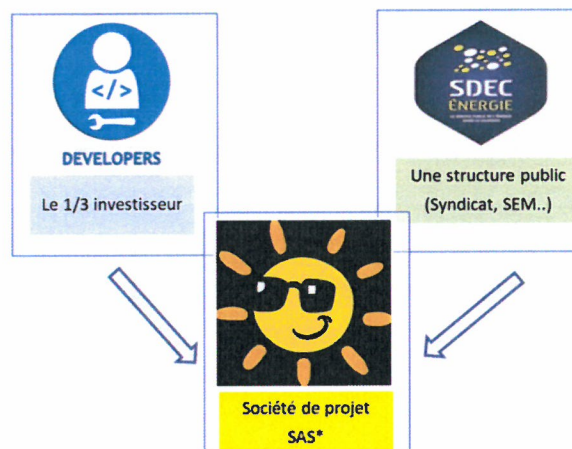 </>
DEVELOPERS
Le 1/3 investisseur
SDEC
ÉNERGIE
Une structure public
(Syndicat, SEM..)
Société de projet
SAS*